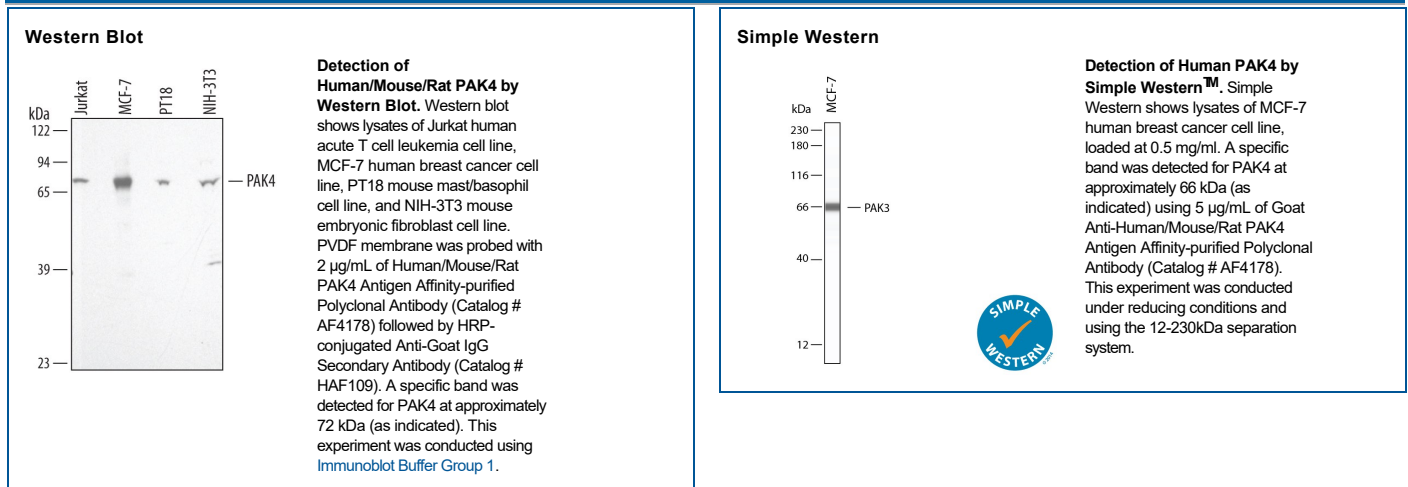 Western Blot
Jurkat
MCF-7
PT18
NIH-3T3
kDa
122
94
65
39
23
PAK4
Detection of
Human/Mouse/Rat PAK4 by
Western Blot. Western blot
shows lysates of Jurkat human
acute T cell leukemia cell line,
MCF-7 human breast cancer cell
line, PT18 mouse mast/basophil
cell line, and NIH-3T3 mouse
embryonic fibroblast cell line.
PVDF membrane was probed with
2 µg/mL of Human/Mouse/Rat
PAK4 Antigen Affinity-purified
Polyclonal Antibody (Catalog #
AF4178) followed by HRP-
conjugated Anti-Goat IgG
Secondary Antibody (Catalog #
HAF109). A specific band was
detected for PAK4 at approximately
72 kDa (as indicated). This
experiment was conducted using
Immunoblot Buffer Group 1.
Simple Western
MCF-7
kDa
230
180
116
66
40
12
PAK3
SIMPLE
WESTERN
©2014
Detection of Human PAK4 by
Simple Western™. Simple
Western shows lysates of MCF-7
human breast cancer cell line,
loaded at 0.5 mg/ml. A specific
band was detected for PAK4 at
approximately 66 kDa (as
indicated) using 5 µg/mL of Goat
Anti-Human/Mouse/Rat PAK4
Antigen Affinity-purified Polyclonal
Antibody (Catalog # AF4178).
This experiment was conducted
under reducing conditions and
using the 12-230kDa separation
system.